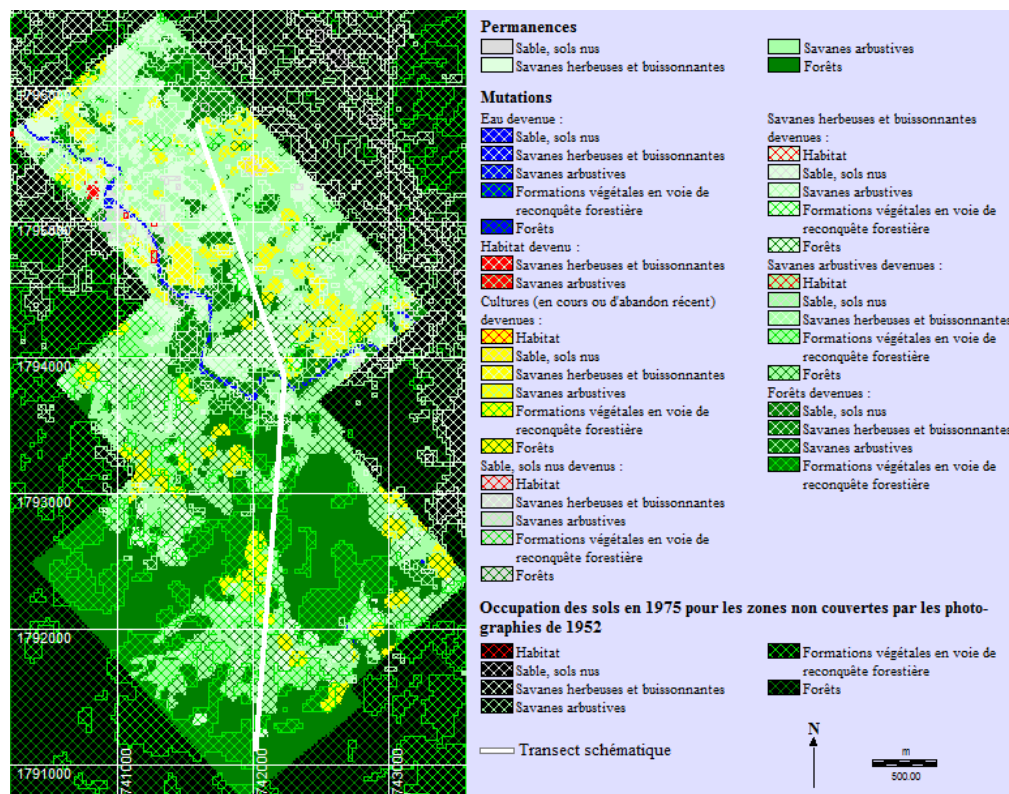 1796000
1795000
1794000
1793000
1792000
1791000
741000
742000
743000
Permanences
Sable, sols nus
Savanes herbeuses et buissonnantes
Savanes arbustives
Forêts
Mutations
Eau devenue :
Sable, sols nus
Savanes herbeuses et buissonnantes
Savanes arbustives
Formations végétales en voie de
reconquête forestière
Forêts
Habitat devenu :
Savanes herbeuses et buissonnantes
Savanes arbustives
Cultures (en cours ou d'abandon récent)
devenues :
Habitat
Sable, sols nus
Savanes herbeuses et buissonnantes
Savanes arbustives
Formations végétales en voie de
reconquête forestière
Forêts
Sable, sols nus devenus :
Habitat
Savanes herbeuses et buissonnantes
Savanes arbustives
Formations végétales en voie de
reconquête forestière
Forêts
Savanes herbeuses et buissonnantes
devenues :
Habitat
Sable, sols nus
Savanes arbustives
Formations végétales en voie de
reconquête forestière
Forêts
Savanes arbustives devenues :
Habitat
Sable, sols nus
Savanes herbeuses et buissonnantes
Formations végétales en voie de
reconquête forestière
Forêts
Forêts devenues :
Sable, sols nus
Savanes herbeuses et buissonnantes
Savanes arbustives
Formations végétales en voie de
reconquête forestière
Occupation des sols en 1975 pour les zones non couvertes par les photo-
graphies de 1952
Habitat
Sable, sols nus
Savanes herbeuses et buissonnantes
Savanes arbustives
Formations végétales en voie de
reconquête forestière
Forêts
Transect schématique
N
m
500.00